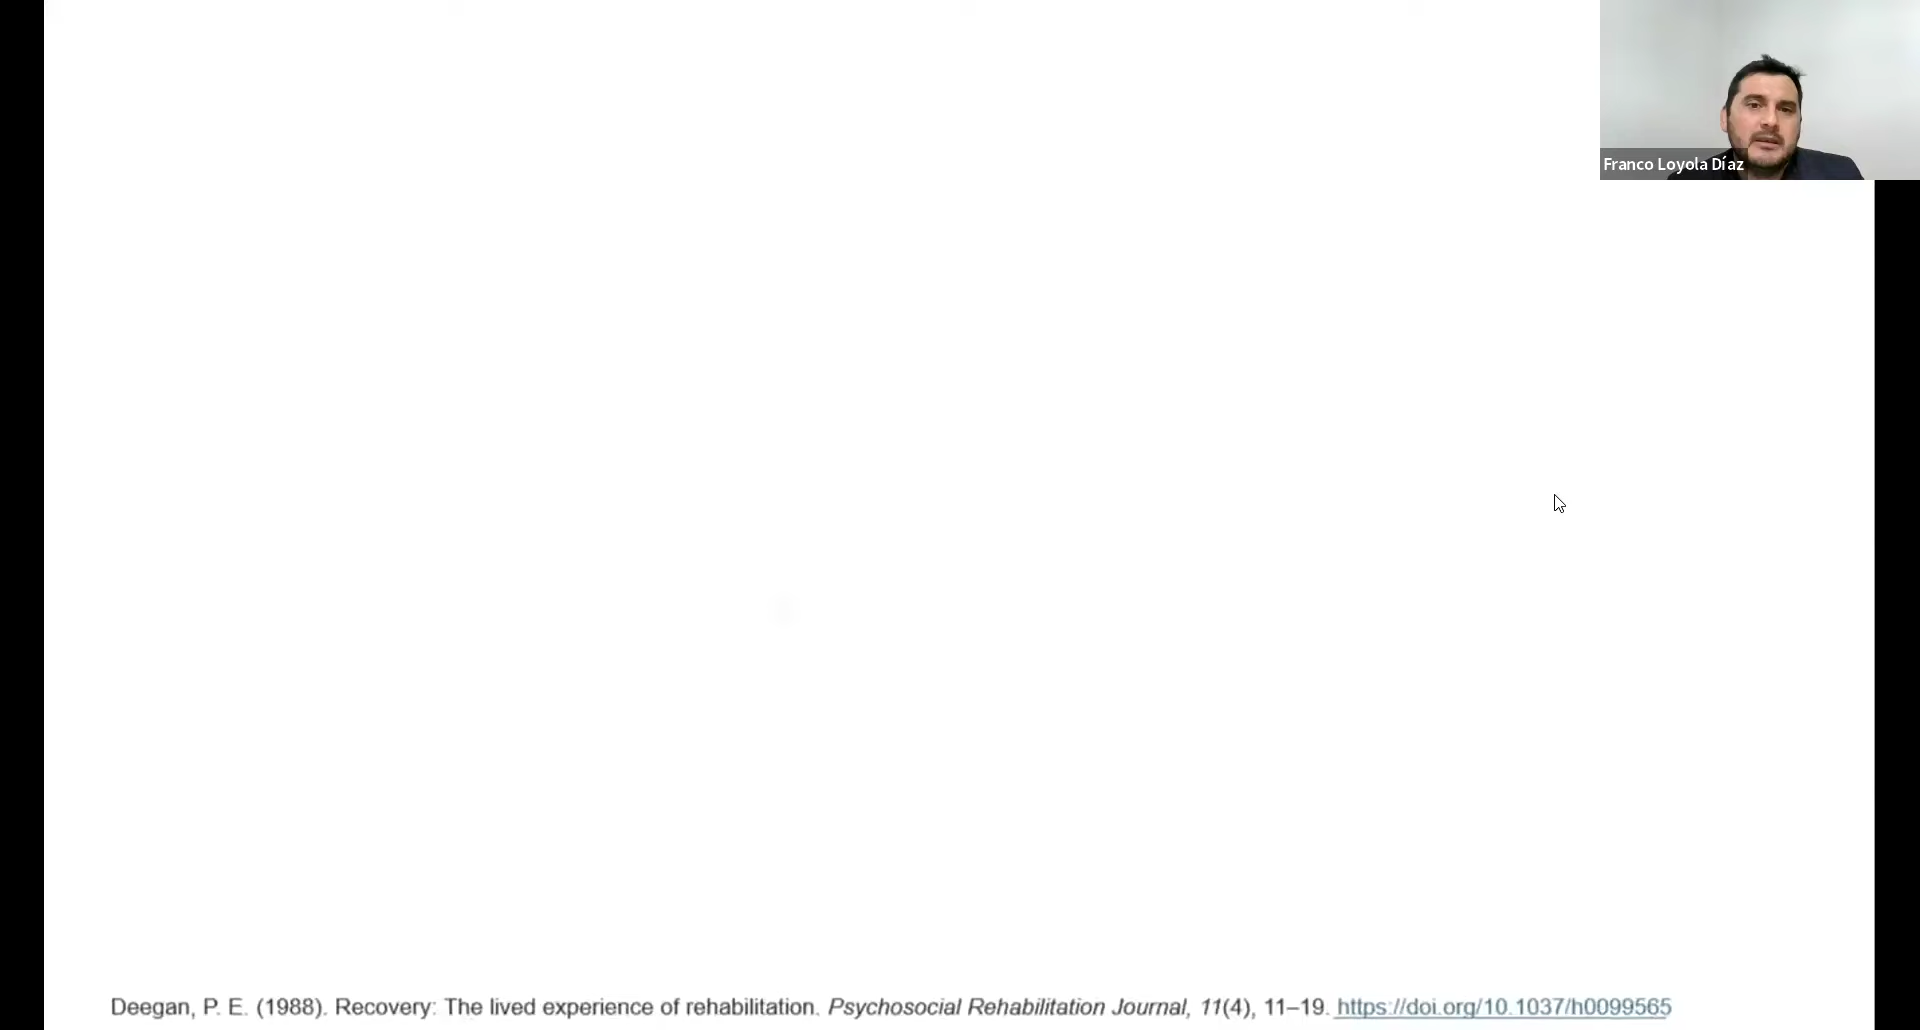 Franco Loyola Díaz
Deegan, P. E. (1988). Recovery: The lived experience of rehabilitation. Psychosocial Rehabilitation Journal, 11(4), 11–19. https://doi.org/10.1037/h0099565